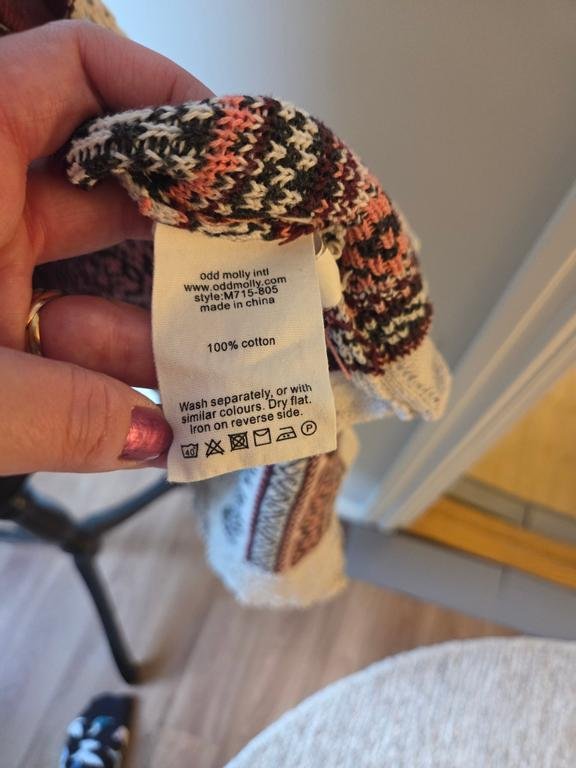 odd molly intl
www.oddmolly.com
style:M715-805
made in china
100% cotton
Wash separately, or with
similar colours. Dry flat.
Iron on reverse side.
40 P